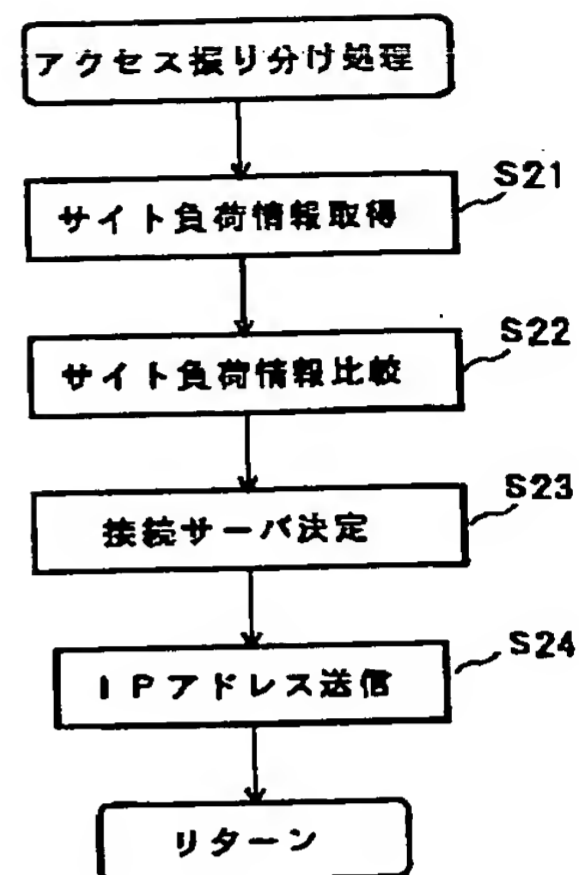 アクセス振り分け処理
S21
サイト負荷情報取得
S22
サイト負荷情報比較
S23
接続サーバ決定
S24
IPアドレス送信
リターン